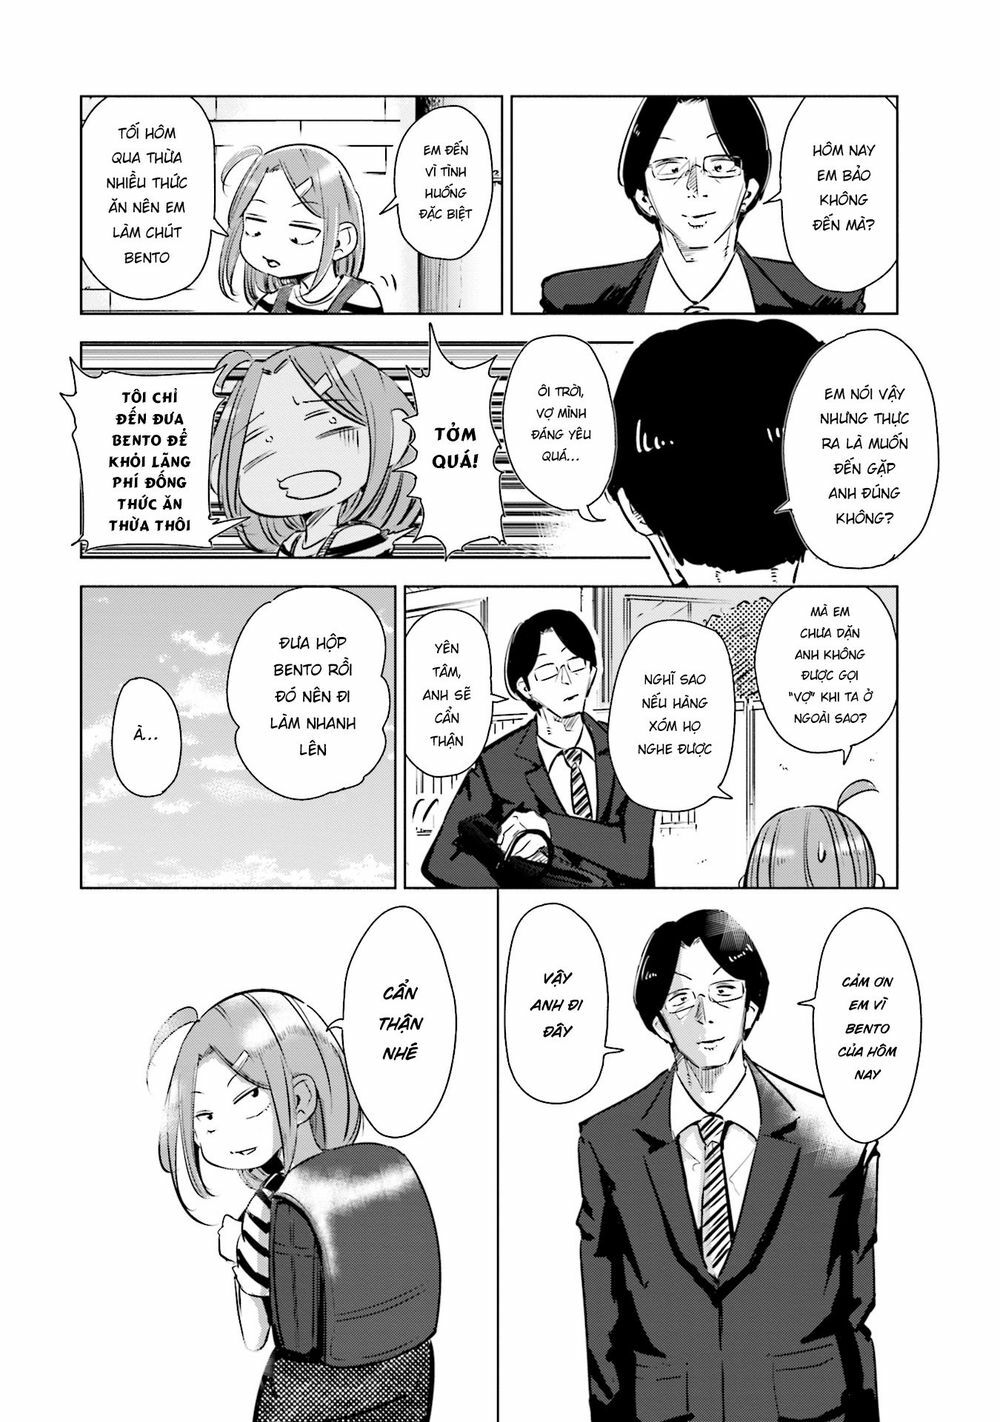 HÔM NAY
EM BẢO
KHÔNG
ĐẾN MÀ?
EM ĐẾN
VÌ TÌNH
HUỐNG
ĐẶC BIỆT
TỐI HÔM
QUA THỪA
NHIỀU THỨC
ĂN NÊN EM
LÀM CHÚT
BENTO
EM NÓI VẬY
NHƯNG THỰC
RA LÀ MUỐN
ĐẾN GẶP
ANH ĐÚNG
KHÔNG?
ÔI TRỜI,
VỢ MÌNH
ĐÁNG YÊU
QUÁ...
TỞM
QUÁ!
TÔI CHỈ
ĐẾN ĐƯA
BENTO ĐỂ
KHỎI LÃNG
PHÍ ĐỐNG
THỨC ĂN
THỪA THÔI
MÀ EM
CHƯA DẶN
ANH KHÔNG
ĐƯỢC GỌI
"VỢ" KHI TA Ở
NGOÀI SAO?
NGHĨ SAO
NẾU HÀNG
XÓM HỌ
NGHE ĐƯỢC
YÊN
TÂM,
ANH SẼ
CẨN
THẬN
ĐƯA HỘP
BENTO RỒI
ĐÓ NÊN ĐI
LÀM NHANH
LÊN
À...
CẢM ƠN
EM VÌ
BENTO
CỦA HÔM
NAY
VẬY
ANH ĐI
ĐÂY
CẨN
THẬN
NHÉ